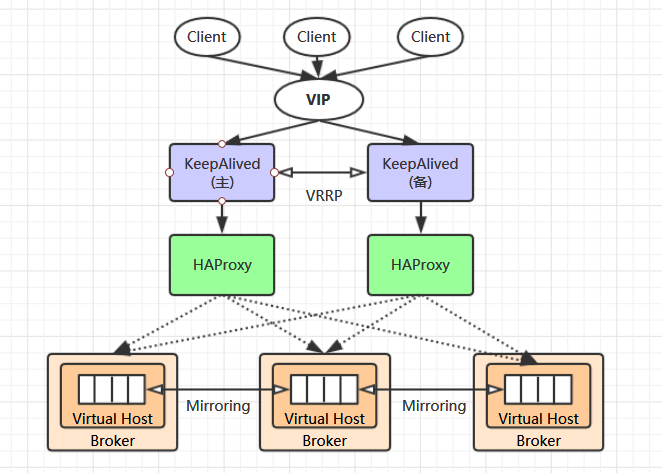 Client
Client
Client
VIP
KeepAlived
(主)
VRRP
KeepAlived
(备)
HAProxy
HAProxy
Mirroring
Mirroring
Virtual Host
Virtual Host
Virtual Host
Broker
Broker
Broker